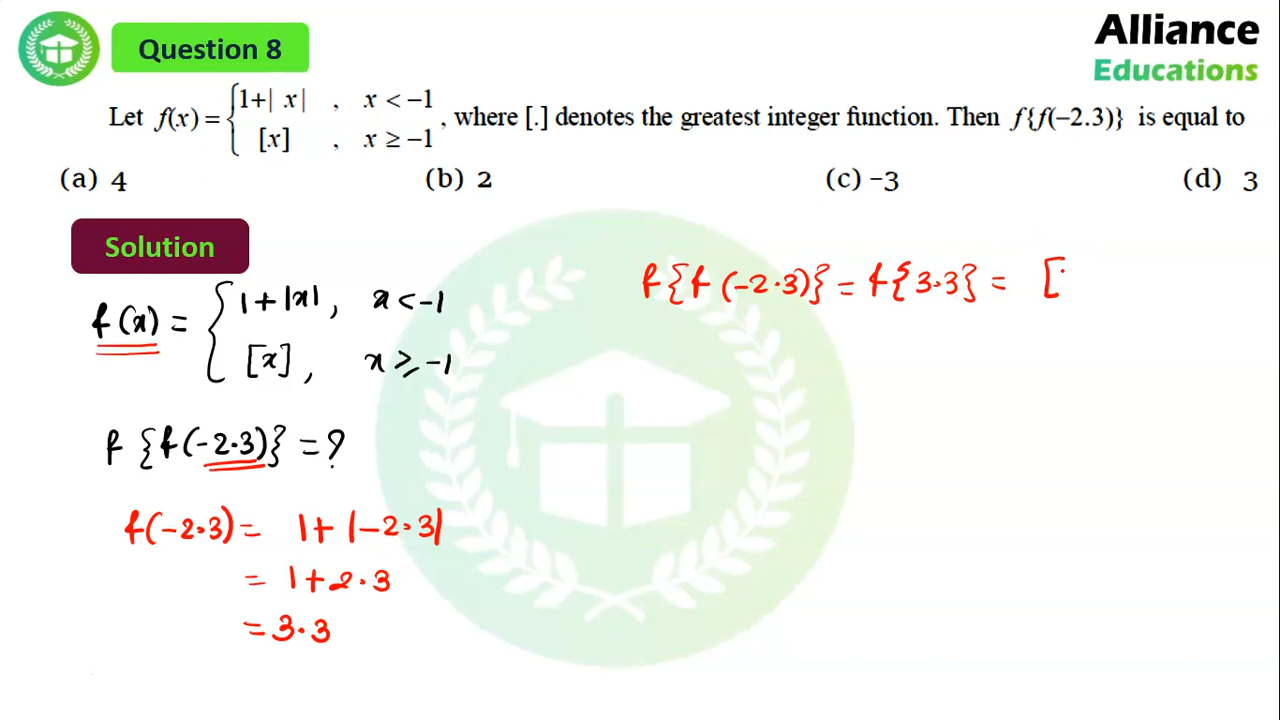 Question 8
Alliance
Educations
Let f(x) = {1+| x| , x < −1
[x] , x ≥ −1 , where [.] denotes the greatest integer function. Then f{f(−2.3)} is equal to
(a) 4 (b) 2 (c) -3 (d) 3
Solution
f(x) = { 1+|x|, x < -1
[x], x ≥ -1
f{f(-2.3)} = ?
f(-2.3) = 1 + |-2.3|
= 1 + 2.3
= 3.3
f{f(-2.3)} = f{3.3} = [